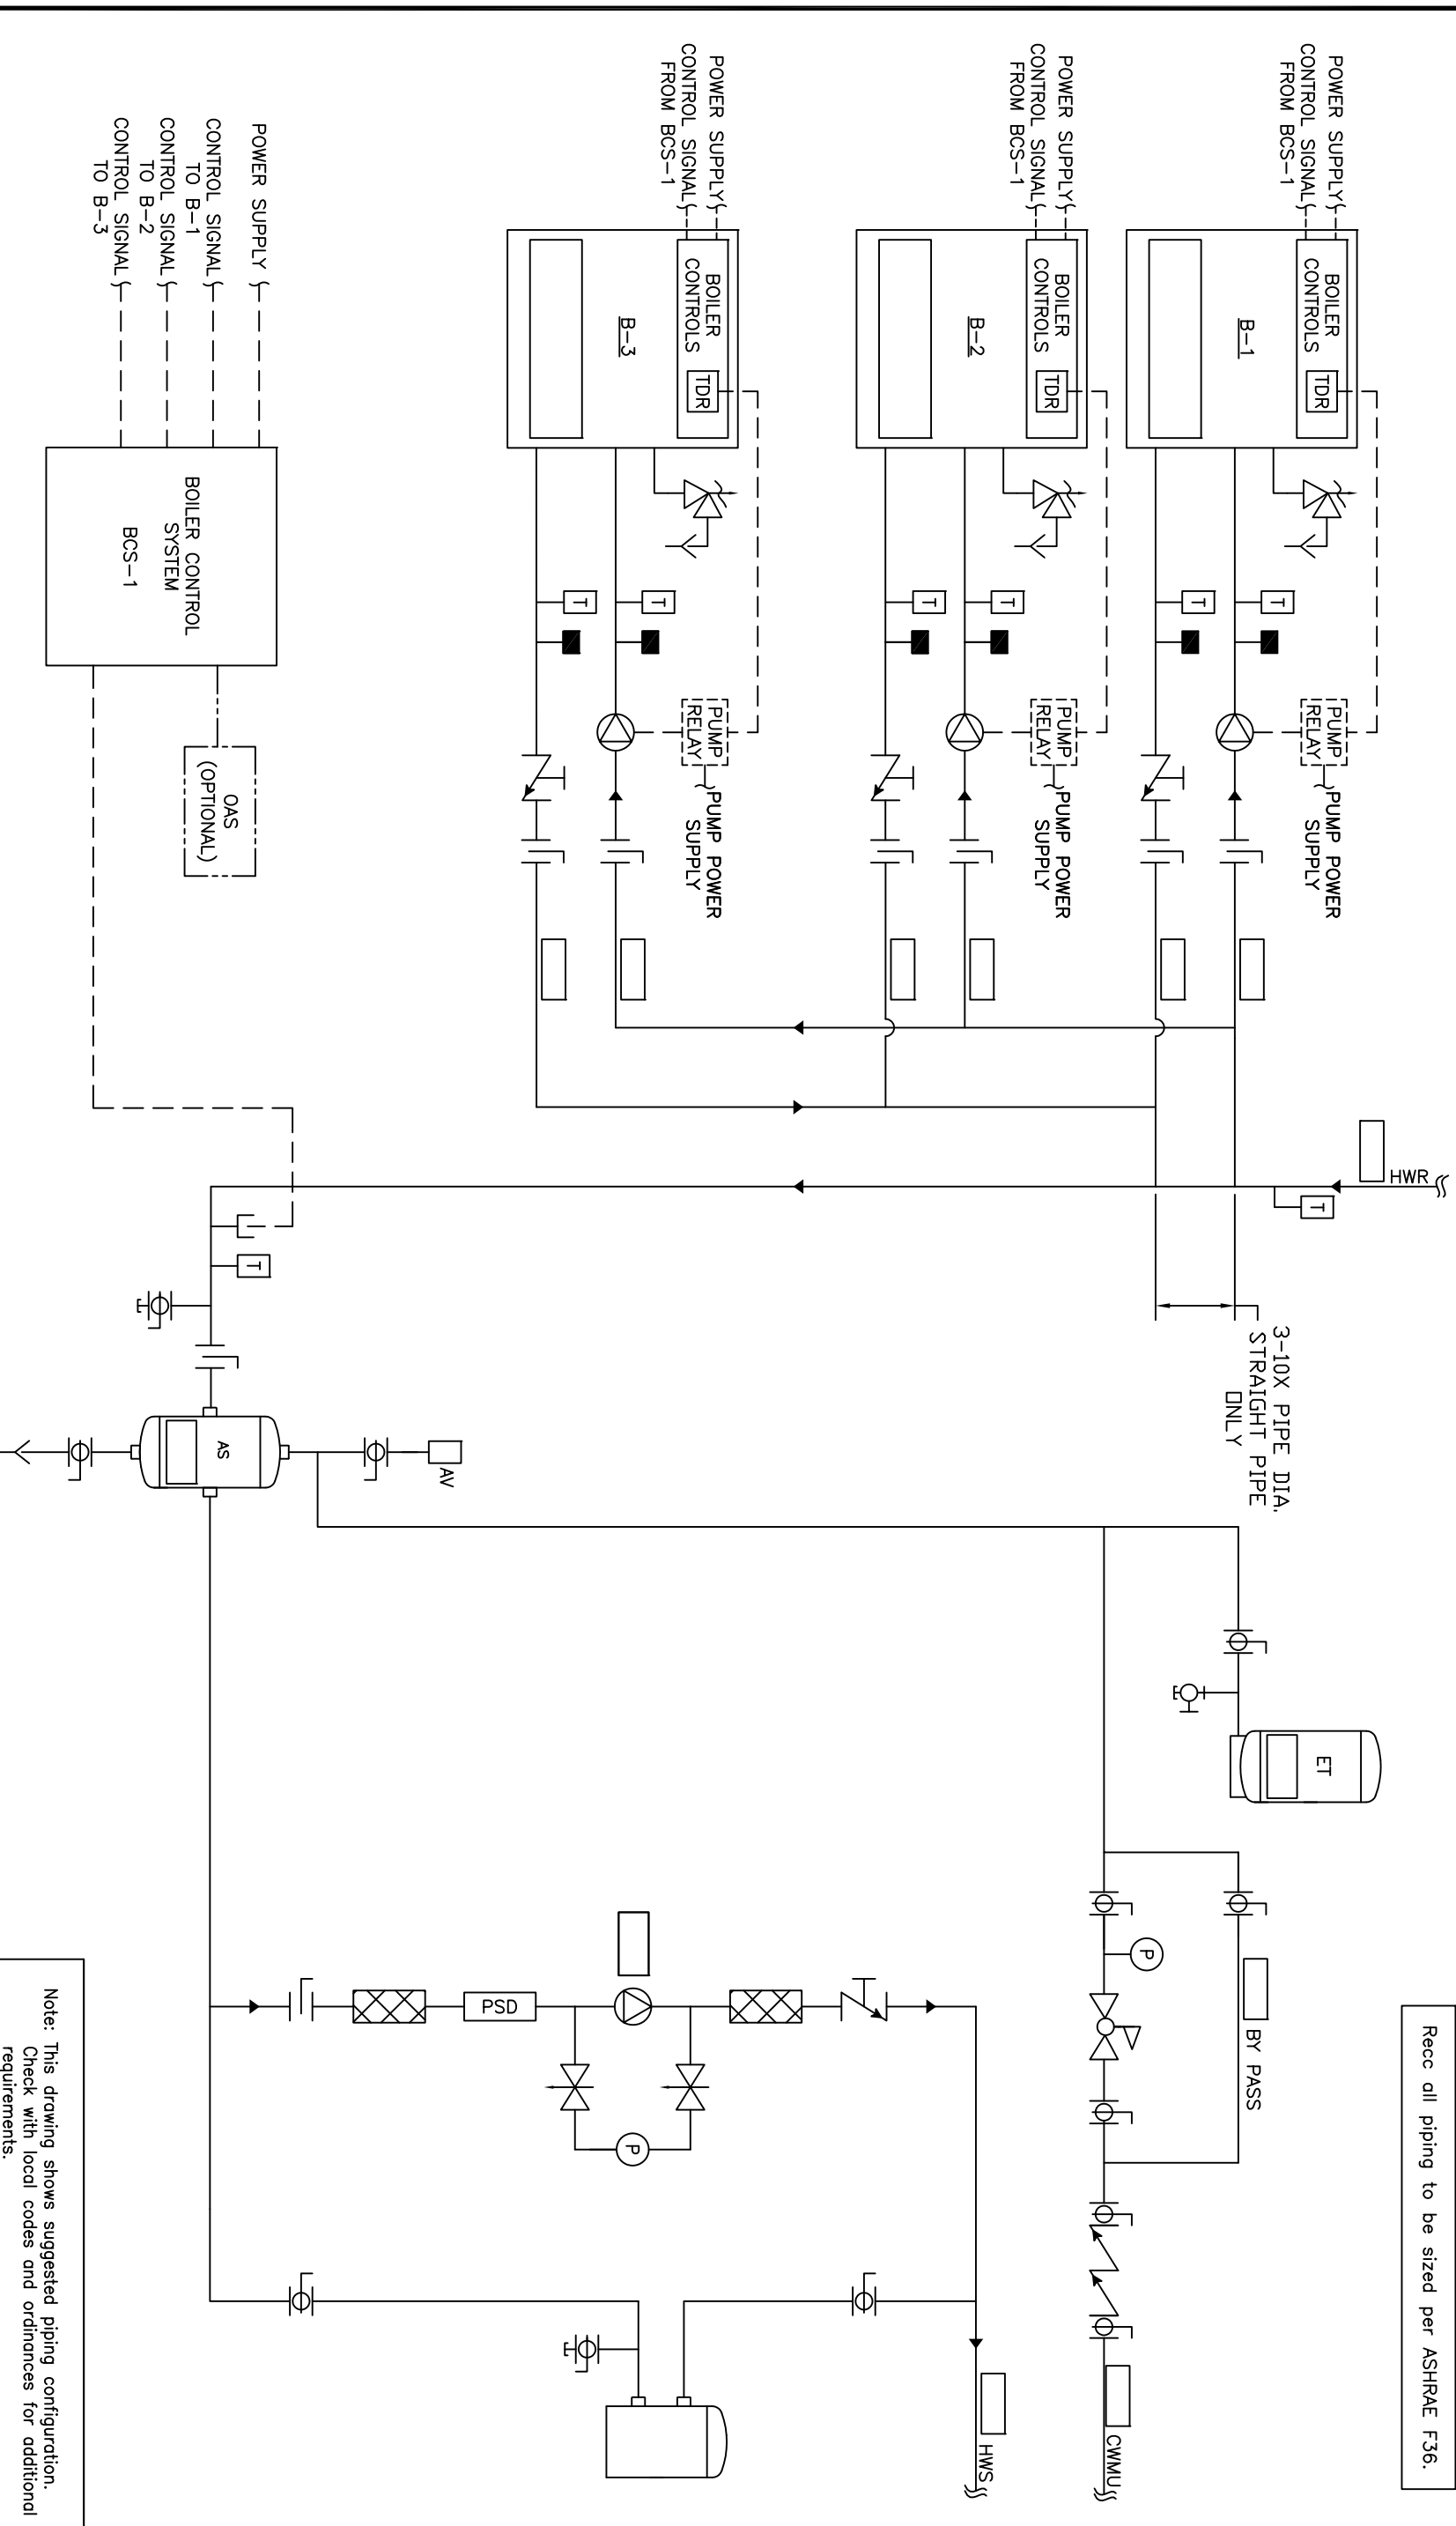 POWER SUPPLY
CONTROL SIGNAL
FROM BCS-1
POWER SUPPLY
CONTROL SIGNAL
FROM BCS-1
POWER SUPPLY
CONTROL SIGNAL
FROM BCS-1
BOILER
CONTROLS
TDR
B-3
BOILER
CONTROLS
TDR
B-2
BOILER
CONTROLS
TDR
B-1
T
T
T
T
T
T
PUMP
RELAY
PUMP POWER
SUPPLY
PUMP
RELAY
PUMP POWER
SUPPLY
PUMP
RELAY
PUMP POWER
SUPPLY
POWER SUPPLY
CONTROL SIGNAL
TO B-1
CONTROL SIGNAL
TO B-2
CONTROL SIGNAL
TO B-3
BOILER CONTROL
SYSTEM
BCS-1
OAS
(OPTIONAL)
HWR
T
T
3-10X PIPE DIA.
STRAIGHT PIPE
ONLY
AS
AV
ET
P
BY PASS
CWMU
PSD
P
HWS
Recc all piping to be sized per ASHRAE F36.
Note: This drawing shows suggested piping configuration.
Check with local codes and ordinances for additional
requirements.